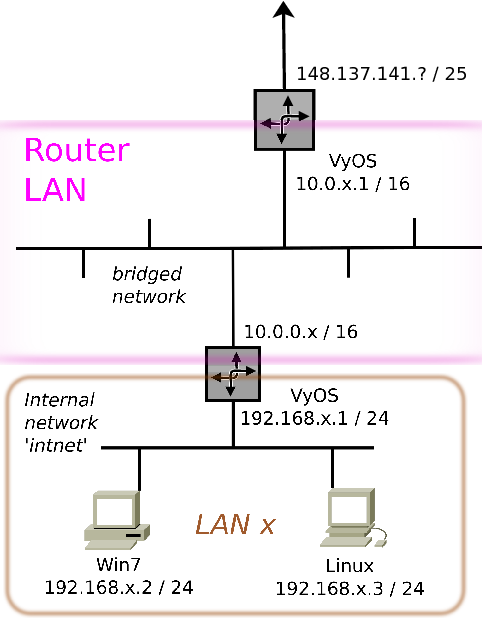 148.137.141.? / 25
Router
LAN
VyOS
10.0.x.1 / 16
bridged
network
10.0.0.x / 16
Internal
network
'intnet'
VyOS
192.168.x.1 / 24
LAN x
Win7
192.168.x.2 / 24
Linux
192.168.x.3 / 24